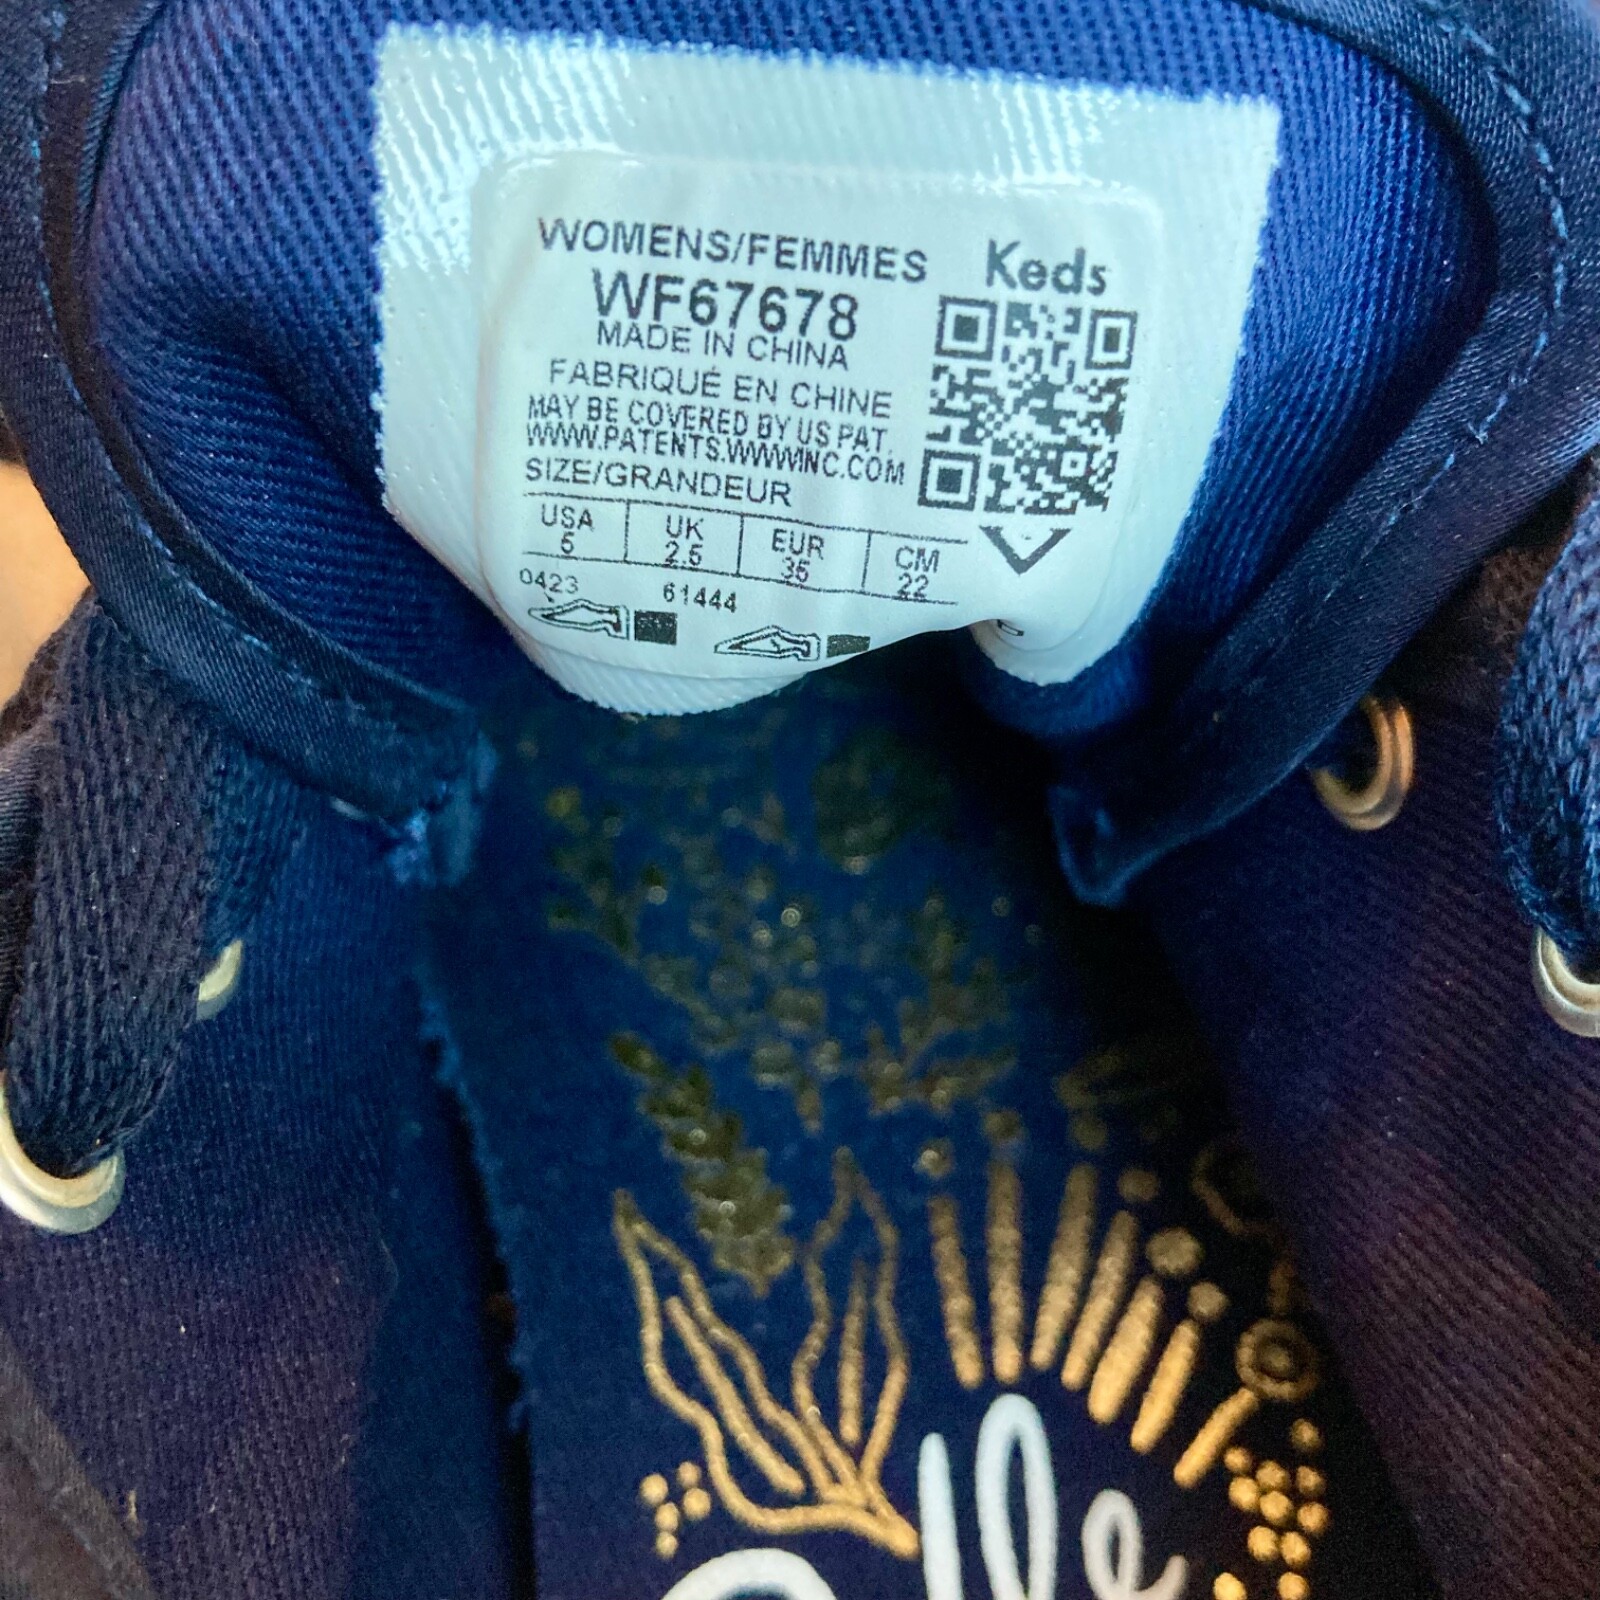 WOMENS/FEMMES
WF67678
MADE IN CHINA
FABRIQUÉ EN CHINE
MAY BE COVERED BY US PAT.
WWW.PATENTS.WWWINC.COM
SIZE/GRANDEUR
USA UK EUR CM
5 2.5 35 22
0423 61444
Keds